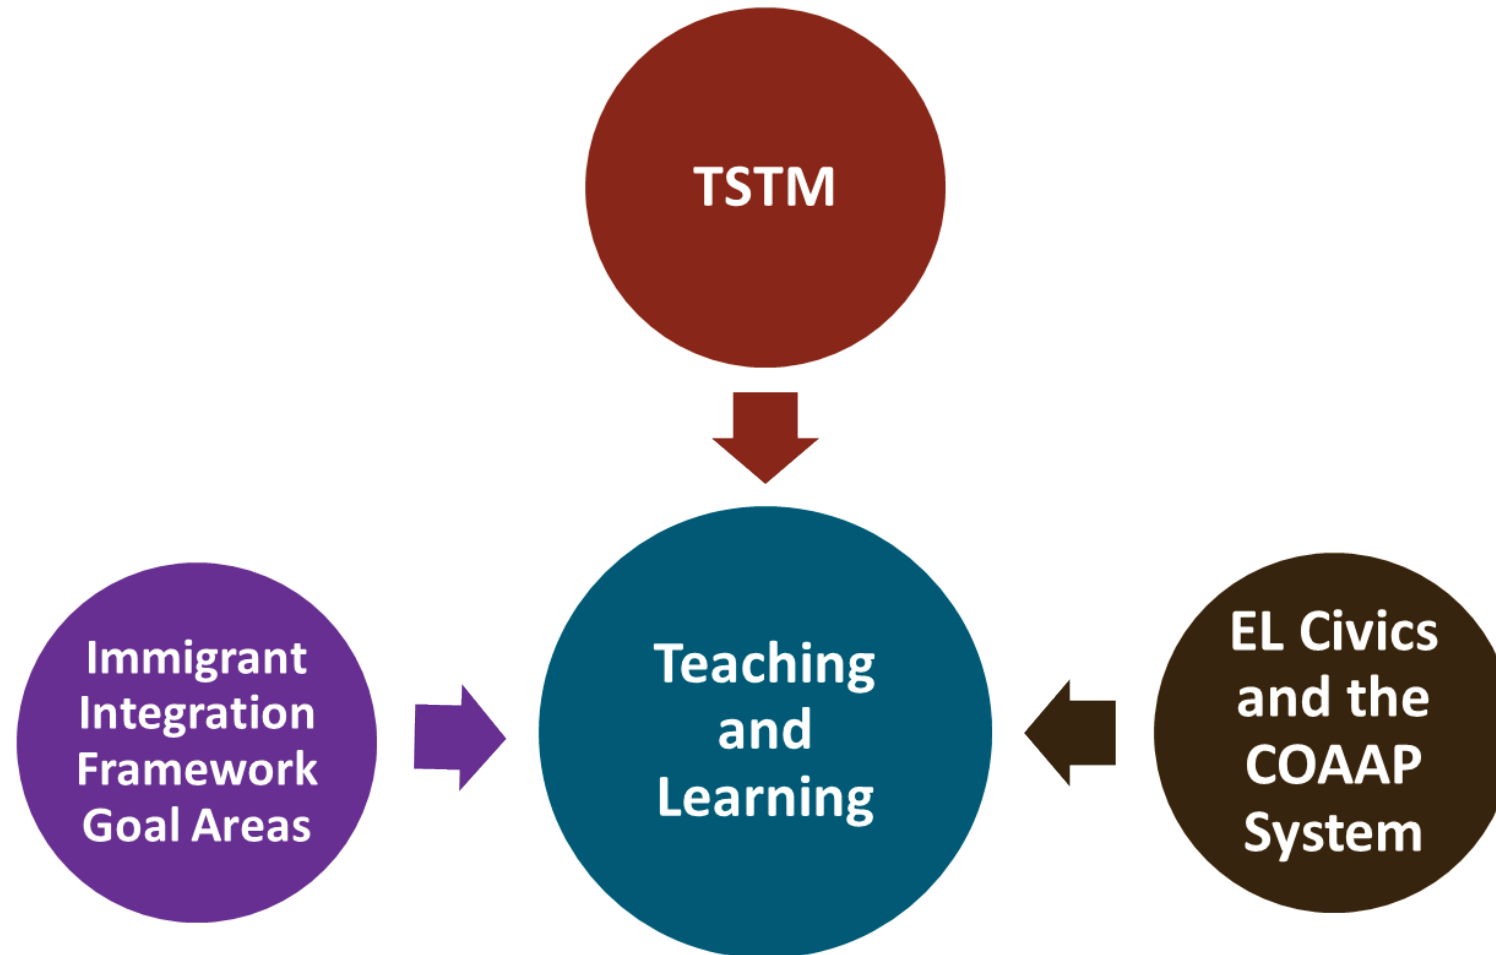 TSTM
Immigrant
Integration
Framework
Goal Areas
Teaching
and
Learning
EL Civics
and the
COAAP
System